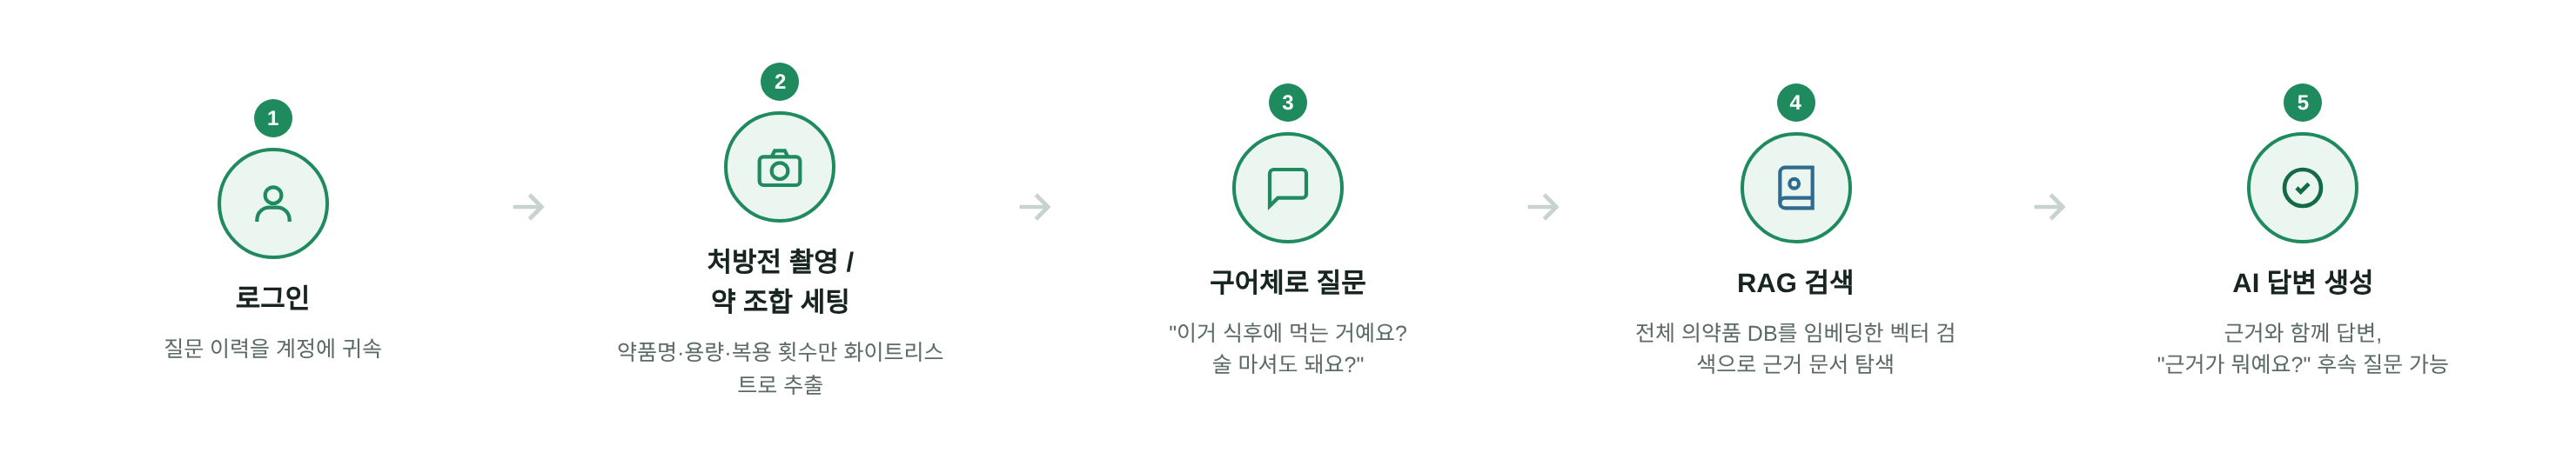 1
로그인
질문 이력을 계정에 귀속
2
처방전 촬영 /
약 조합 세팅
약품명·용량·복용 횟수만 화이트리스
트로 추출
3
구어체로 질문
"이거 식후에 먹는 거예요?
술 마셔도 돼요?"
4
RAG 검색
전체 의약품 DB를 임베딩한 벡터 검
색으로 근거 문서 탐색
5
AI 답변 생성
근거와 함께 답변,
"근거가 뭐예요?" 후속 질문 가능